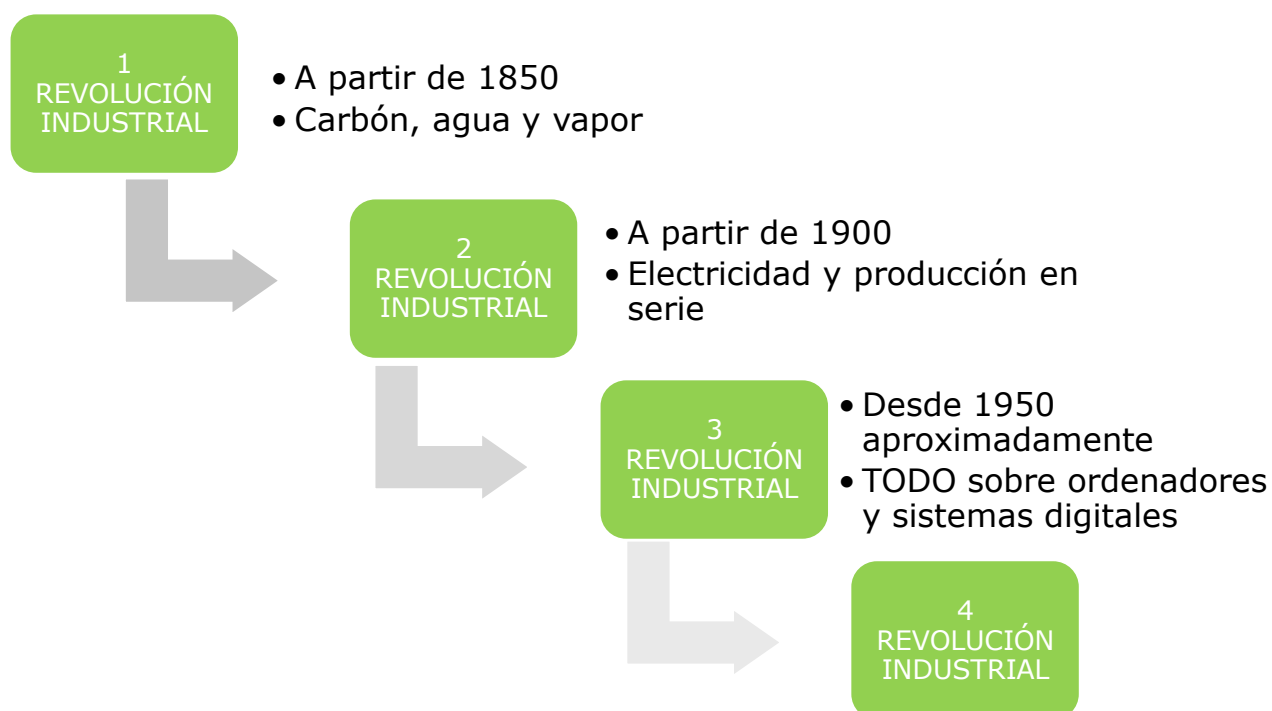 1
REVOLUCIÓN
INDUSTRIAL
• A partir de 1850
• Carbón, agua y vapor
2
REVOLUCIÓN
INDUSTRIAL
• A partir de 1900
• Electricidad y producción en
serie
3
REVOLUCIÓN
INDUSTRIAL
• Desde 1950
aproximadamente
• TODO sobre ordenadores
y sistemas digitales
4
REVOLUCIÓN
INDUSTRIAL